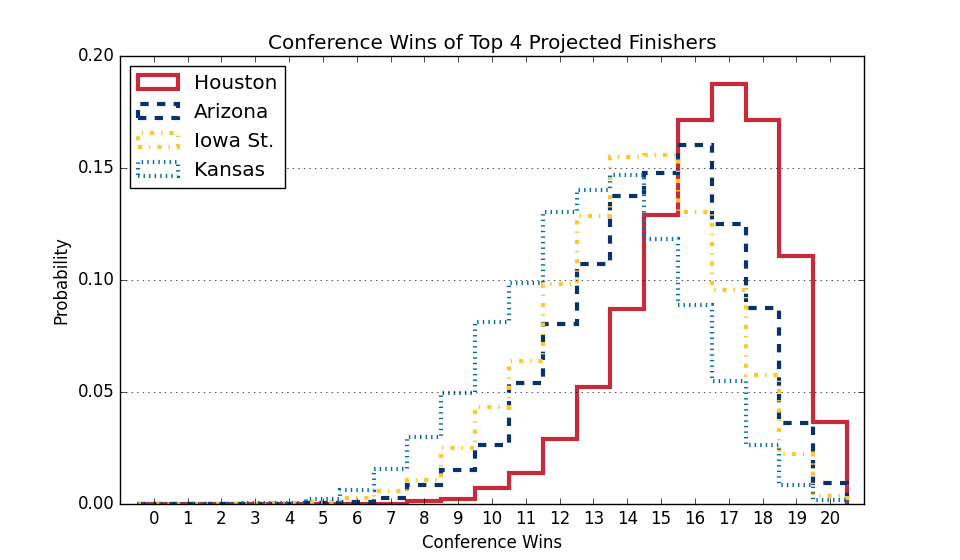 Conference Wins of Top 4 Projected Finishers
Houston
Arizona
Iowa St.
Kansas
0.20
0.15
0.10
0.05
0.00
Probability
0 1 2 3 4 5 6 7 8 9 10 11 12 13 14 15 16 17 18 19 20
Conference Wins